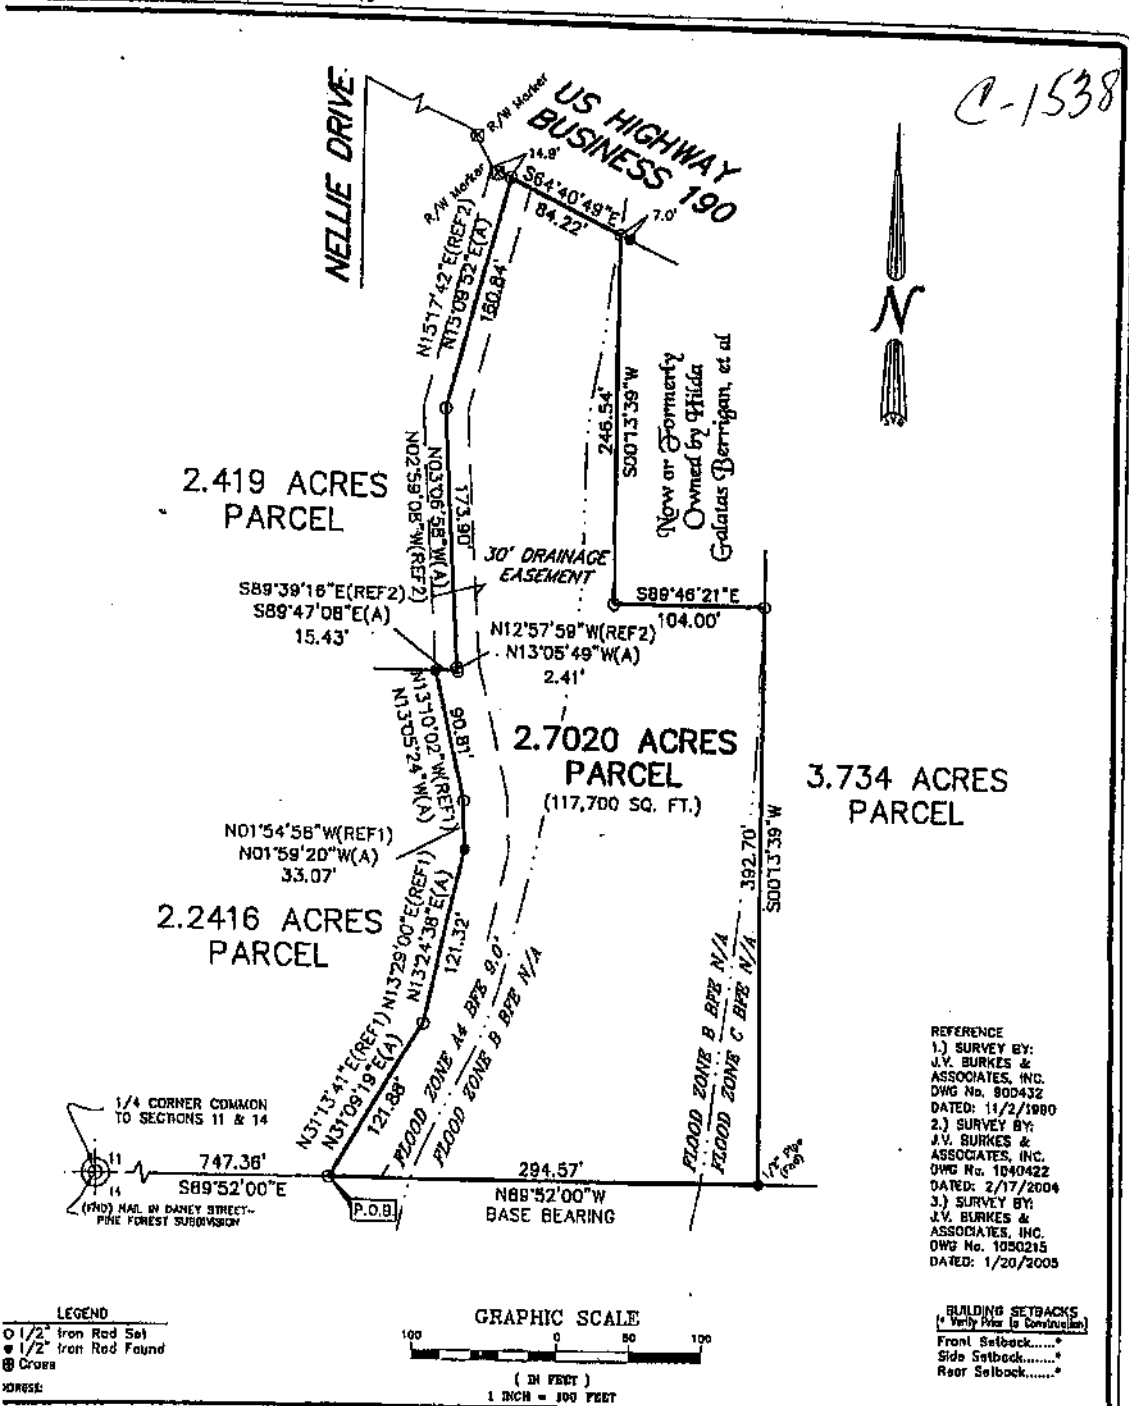 C-1538
NELLIE DRIVE
R/W Marker
R/W Marker
US HIGHWAY
BUSINESS 190
14.9'
S64°40'49"E
84.22'
7.0'
N15°17'42"E(REF2)
N15°09'52"E(A)
160.84'
N
246.54'
S00°13'39"W
Now or Formerly
Owned by Hilda
Galatas Berrigan, et al
2.419 ACRES
PARCEL
N02°59'08"W(REF2)
N03°06'58"W(A)
173.90'
30' DRAINAGE
EASEMENT
S89°39'16"E(REF2)
S89°47'08"E(A)
15.43'
S89°46'21"E
104.00'
N12°57'59"W(REF2)
N13°05'49"W(A)
2.41'
N13°10'02"W(REF1)
N13°05'24"W(A)
90.81'
2.7020 ACRES
PARCEL
(117,700 SQ. FT.)
3.734 ACRES
PARCEL
392.70'
S00°13'39"W
N01°54'58"W(REF1)
N01°59'20"W(A)
33.07'
2.2416 ACRES
PARCEL
N13°29'00"E(REF1)
N13°24'38"E(A)
121.32'
N31°13'41"E(REF1)
N31°09'19"E(A)
121.88'
FLOOD ZONE A4 BFE 9.0'
FLOOD ZONE B BFE N/A
FLOOD ZONE B BFE N/A
FLOOD ZONE C BFE N/A
1/4 CORNER COMMON
TO SECTIONS 11 & 14
11
14
747.36'
S89°52'00"E
(FND) NAIL IN DANEY STREET-
PINE FOREST SUBDIVISION
P.O.B.
294.57'
N89°52'00"W
BASE BEARING
1/2" Pipe
(Fnd)
REFERENCE
1.) SURVEY BY:
J.V. BURKES &
ASSOCIATES, INC.
DWG No. 900432
DATED: 11/2/1990
2.) SURVEY BY:
J.V. BURKES &
ASSOCIATES, INC.
DWG No. 1040422
DATED: 2/17/2004
3.) SURVEY BY:
J.V. BURKES &
ASSOCIATES, INC.
DWG No. 1050215
DATED: 1/20/2005
LEGEND
1/2" Iron Rod Set
1/2" Iron Rod Found
Cross
GRAPHIC SCALE
100 0 50 100
( IN FEET )
1 INCH = 100 FEET
BUILDING SETBACKS
(* Verify Prior to Construction)
Front Setback......*
Side Setback.......*
Rear Setback.......*